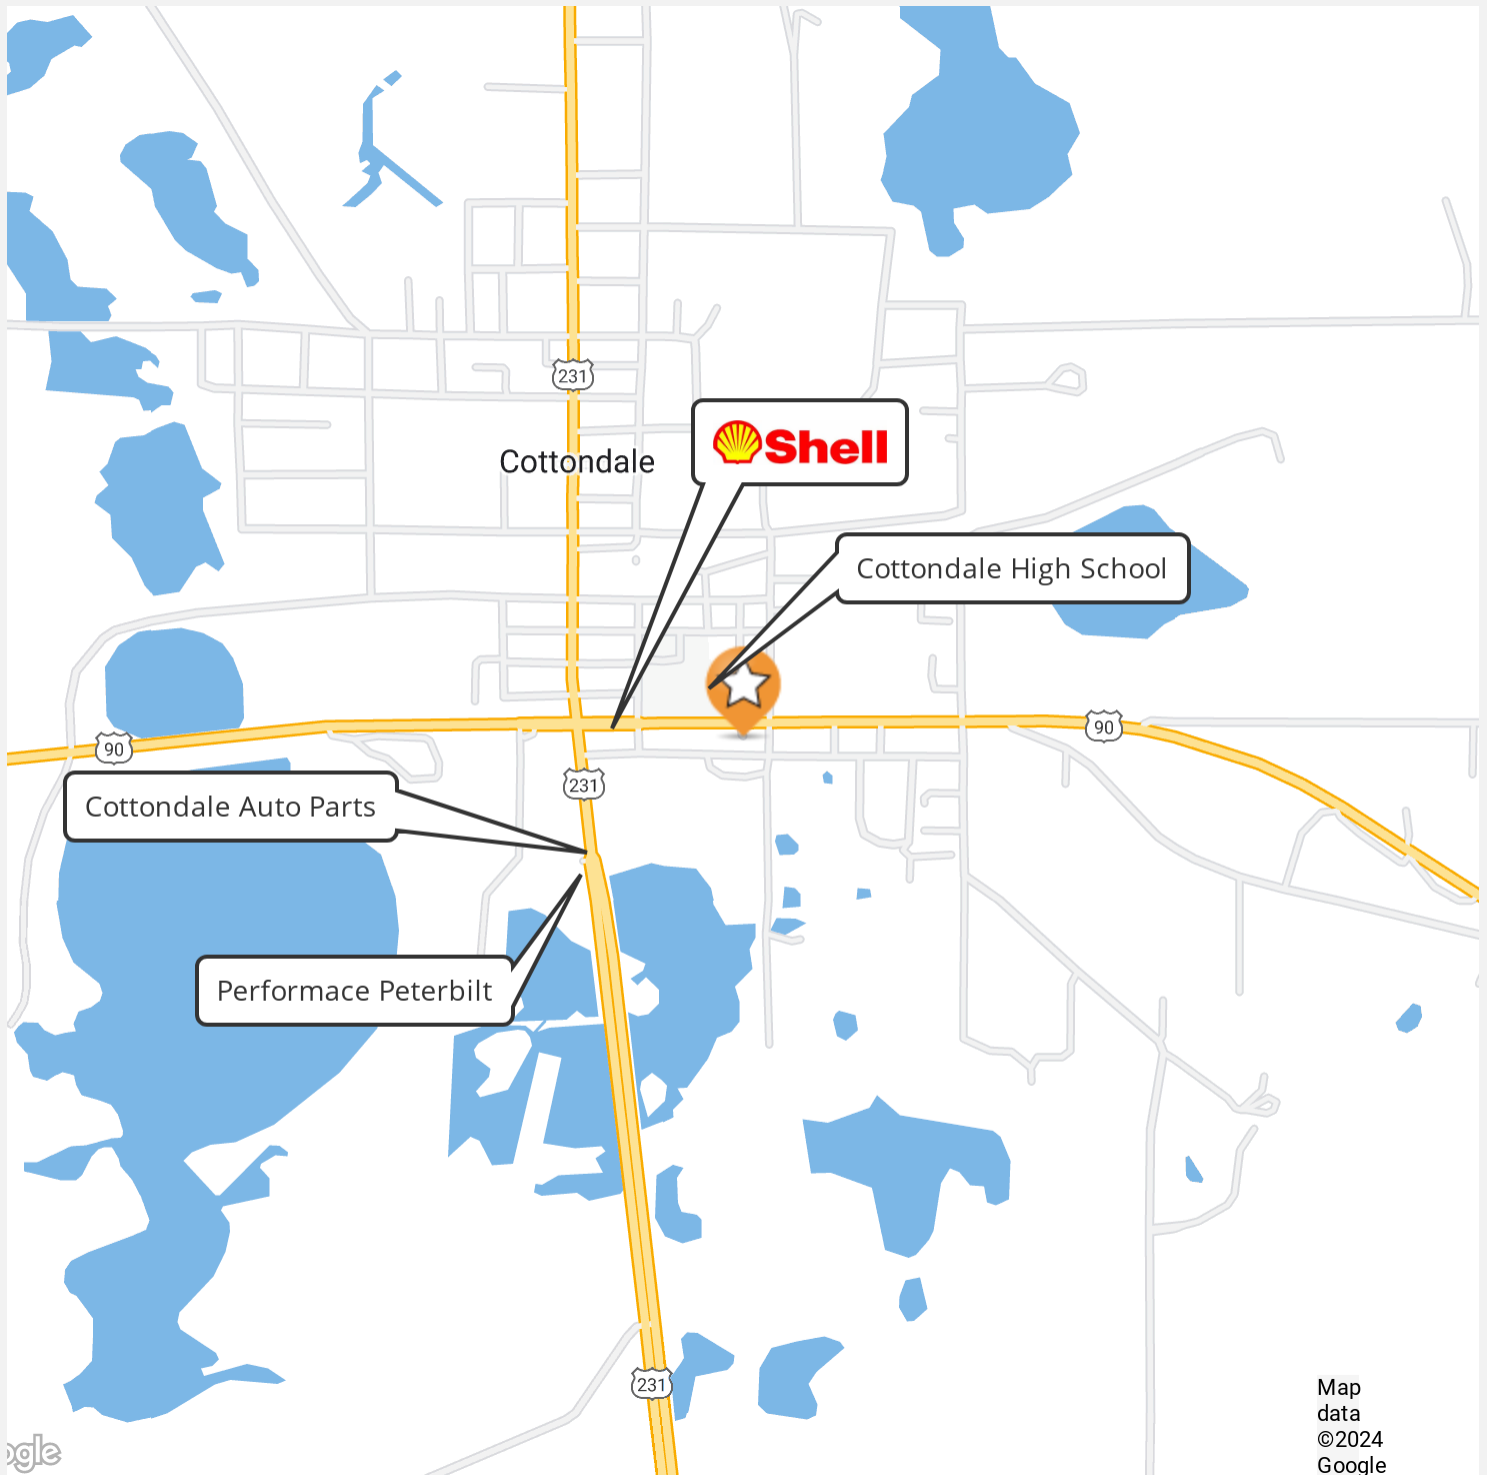 231
Shell
Cottondale
Cottondale High School
90
90
231
Cottondale Auto Parts
Performace Peterbilt
231
Map
data
©2024
Google
ogle